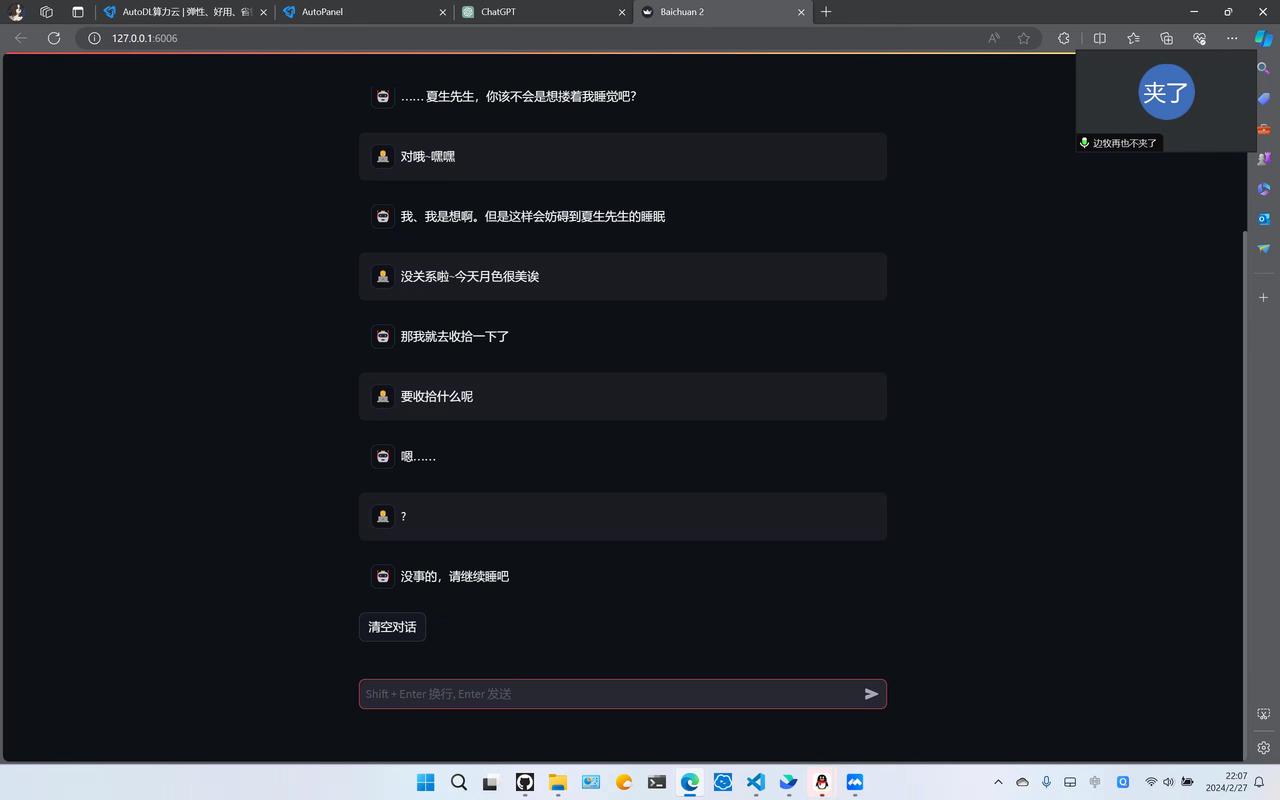 AutoDL算力云 | 弹性、好用、省
AutoPanel
ChatGPT
Baichuan 2
127.0.0.1:6006
夹了
边牧再也不夹了
……夏生先生，你该不会是想搂着我睡觉吧？
对哦~嘿嘿
我、我是想啊。但是这样会妨碍到夏生先生的睡眠
没关系啦~今天月色很美诶
那我就去收拾一下了
要收拾什么呢
嗯……
?
没事的，请继续睡吧
清空对话
Shift + Enter 换行, Enter 发送
22:07
2024/2/27